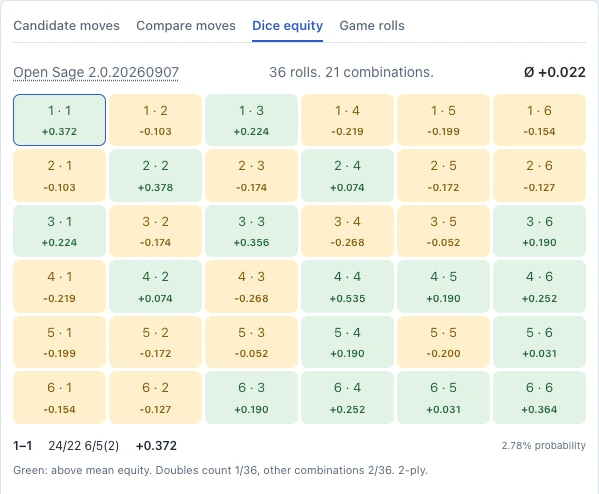 Candidate moves Compare moves Dice equity Game rolls
Open Sage 2.0.20260907 36 rolls. 21 combinations. Ø +0.022
1 · 1 1 · 2 1 · 3 1 · 4 1 · 5 1 · 6
+0.372 -0.103 +0.224 -0.219 -0.199 -0.154
2 · 1 2 · 2 2 · 3 2 · 4 2 · 5 2 · 6
-0.103 +0.378 -0.174 +0.074 -0.172 -0.127
3 · 1 3 · 2 3 · 3 3 · 4 3 · 5 3 · 6
+0.224 -0.174 +0.356 -0.268 -0.052 +0.190
4 · 1 4 · 2 4 · 3 4 · 4 4 · 5 4 · 6
-0.219 +0.074 -0.268 +0.535 +0.190 +0.252
5 · 1 5 · 2 5 · 3 5 · 4 5 · 5 5 · 6
-0.199 -0.172 -0.052 +0.190 -0.200 +0.031
6 · 1 6 · 2 6 · 3 6 · 4 6 · 5 6 · 6
-0.154 -0.127 +0.190 +0.252 +0.031 +0.364
1–1 24/22 6/5(2) +0.372 2.78% probability
Green: above mean equity. Doubles count 1/36, other combinations 2/36. 2-ply.